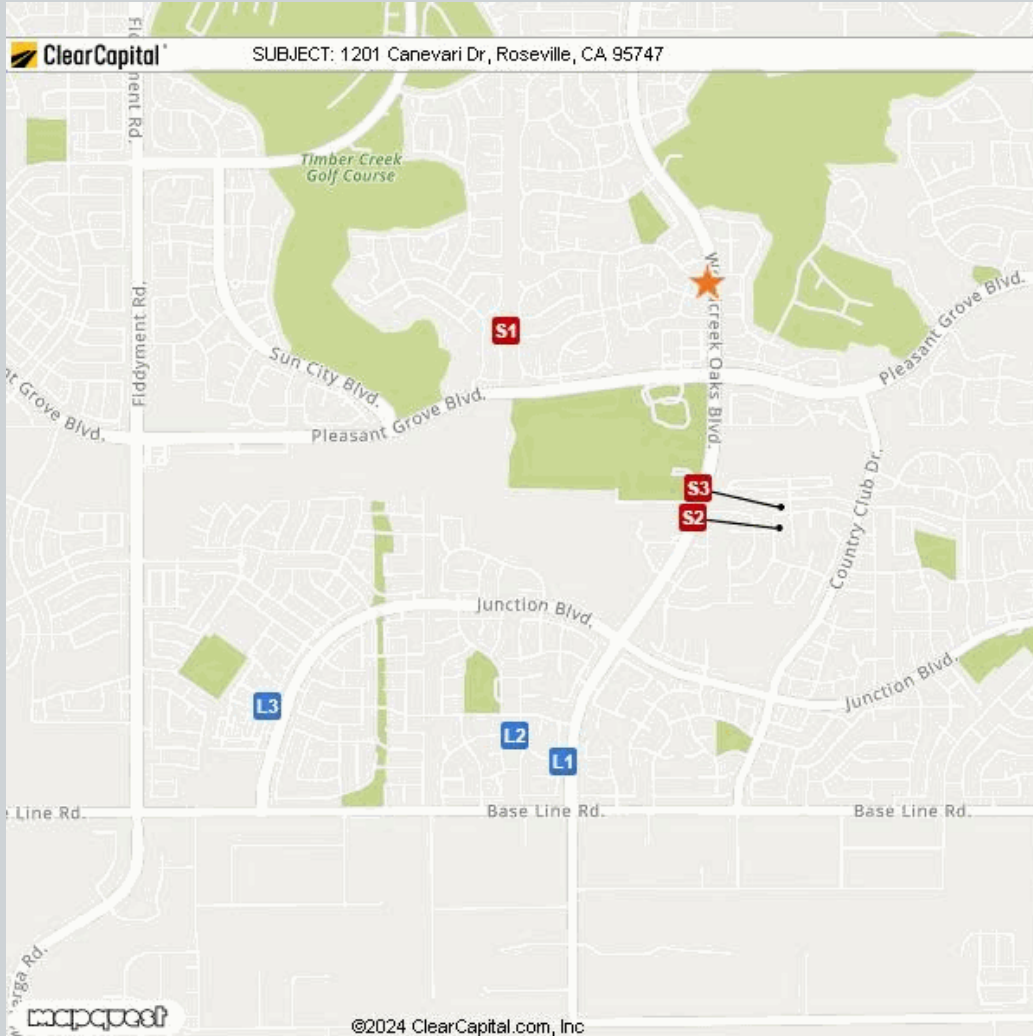 ClearCapital
SUBJECT: 1201 Canevari Dr, Roseville, CA 95747
Timber Creek
Golf Course
Fiddyment Rd.
S1
Pleasant Grove Blvd.
Sun City Blvd.
Grove Blvd.
Pleasant Grove Blvd.
creek Oaks Blvd.
S3
S2
Country Club Dr.
Junction Blvd.
Junction Blvd.
L3
L2
L1
Line Rd.
Base Line Rd.
Base Line Rd.
Rd.
mapquest
©2024 ClearCapital.com, Inc